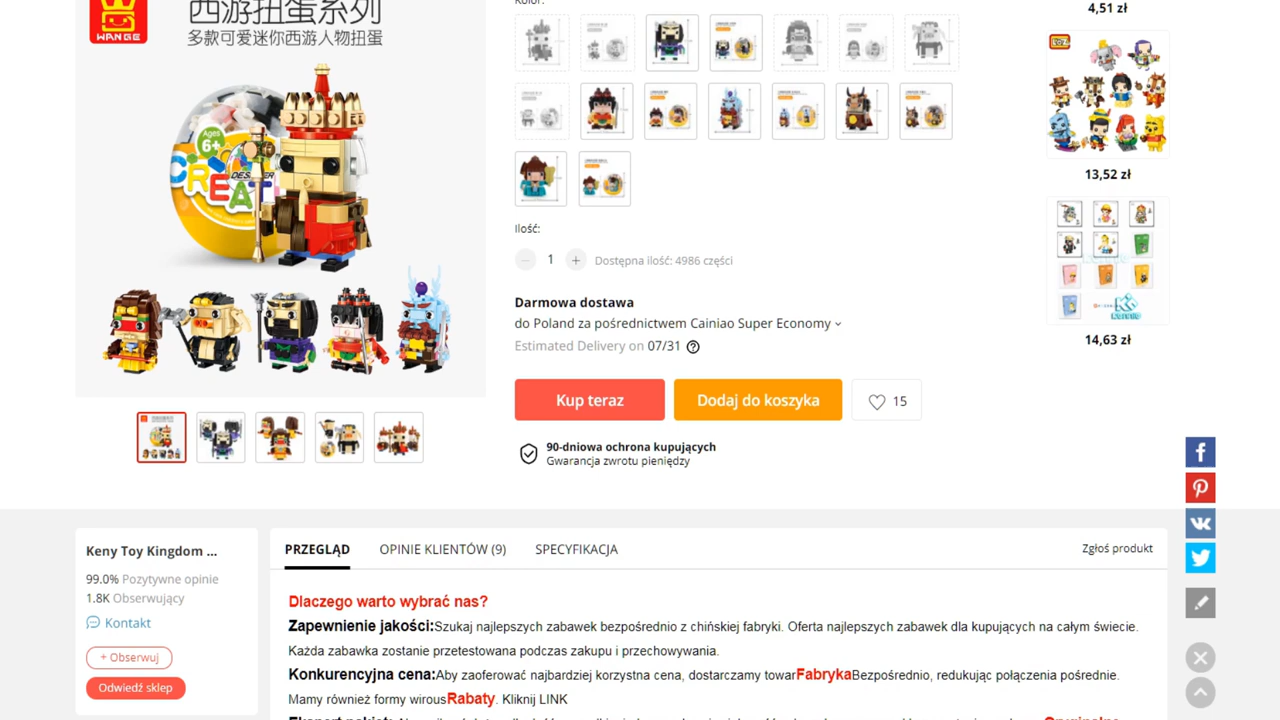 Kolor:
WANGE
西游扭蛋系列
多款可爱迷你西游人物扭蛋
Ages
6+
CREAT
DESIGNER
Ilość:
1
Dostępna ilość: 4986 części
Darmowa dostawa
do Poland za pośrednictwem Cainiao Super Economy
Estimated Delivery on 07/31
Kup teraz
Dodaj do koszyka
15
90-dniowa ochrona kupujących
Gwarancja zwrotu pieniędzy
4,51 zł
LOZ
13,52 zł
14,63 zł
Keny Toy Kingdom ...
99.0% Pozytywne opinie
1.8K Obserwujący
Kontakt
+ Obserwuj
Odwiedź sklep
PRZEGLĄD
OPINIE KLIENTÓW (9)
SPECYFIKACJA
Zgłoś produkt
Dlaczego warto wybrać nas?
Zapewnienie jakości:Szukaj najlepszych zabawek bezpośrednio z chińskiej fabryki. Oferta najlepszych zabawek dla kupujących na całym świecie.
Każda zabawka zostanie przetestowana podczas zakupu i przechowywania.
Konkurencyjna cena:Aby zaoferować najbardziej korzystna cena, dostarczamy towarFabrykaBezpośrednio, redukując połączenia pośrednie.
Mamy również formy wirousRabaty. Kliknij LINK